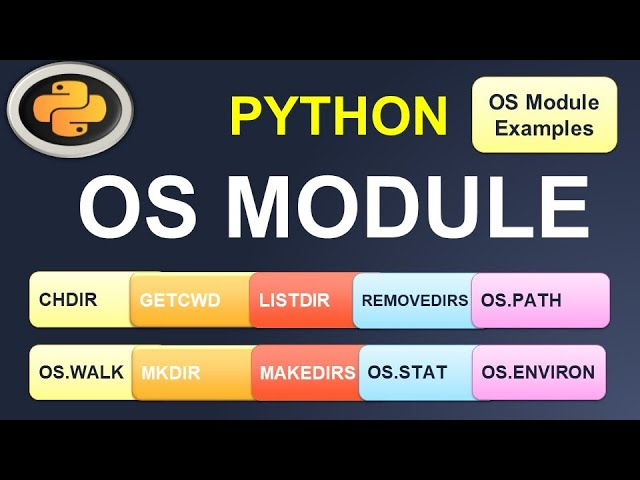 PYTHON
OS Module
Examples
OS MODULE
CHDIR GETCWD LISTDIR REMOVEDIRS OS.PATH
OS.WALK MKDIR MAKEDIRS OS.STAT OS.ENVIRON